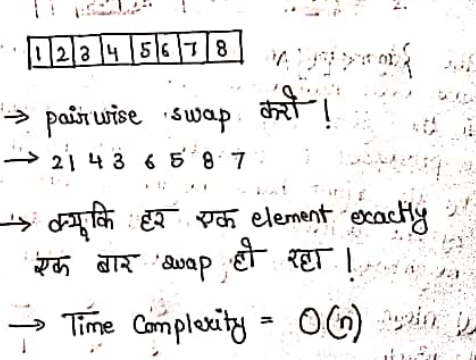 1 2 3 4 5 6 7 8
→ pairwise swap करो !
→ 2 1 4 3 6 5 8 7
→ क्यूकि हर एक element exactly
एक बार swap हो रहा !
→ Time Complexity = O(n)